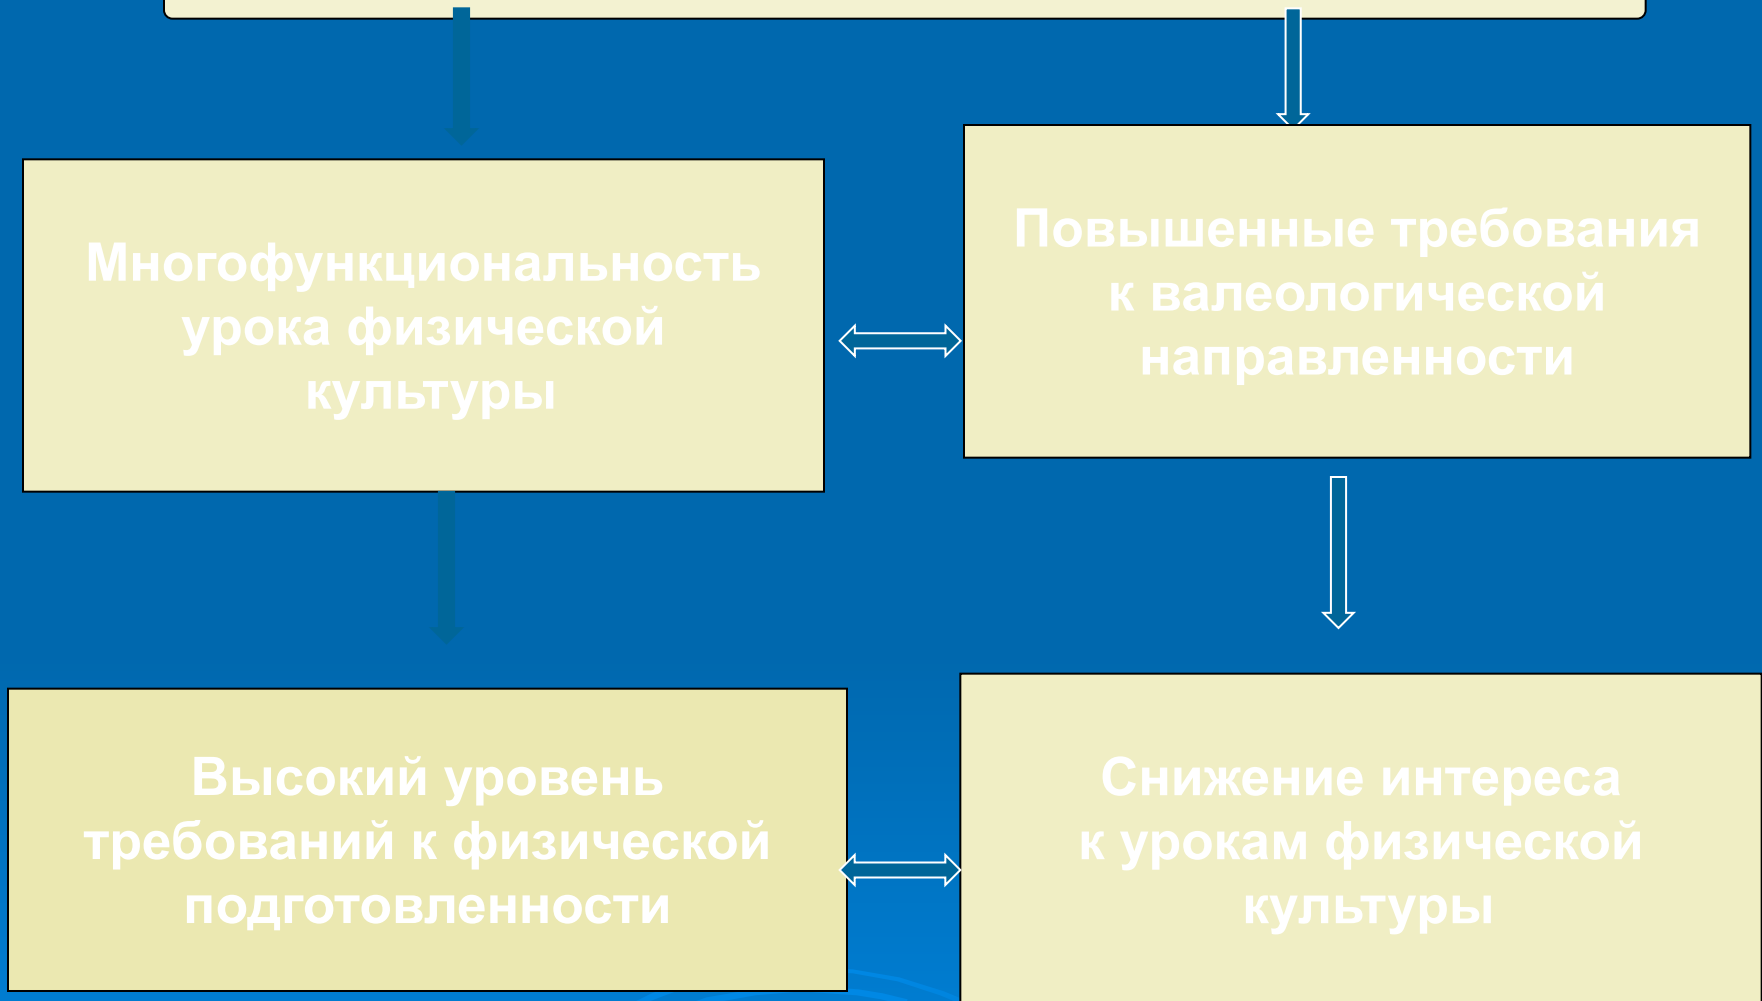 Многофункциональность
урока физической
культуры
Повышенные требования
к валеологической
направленности
Высокий уровень
требований к физической
подготовленности
Снижение интереса
к урокам физической
культуры